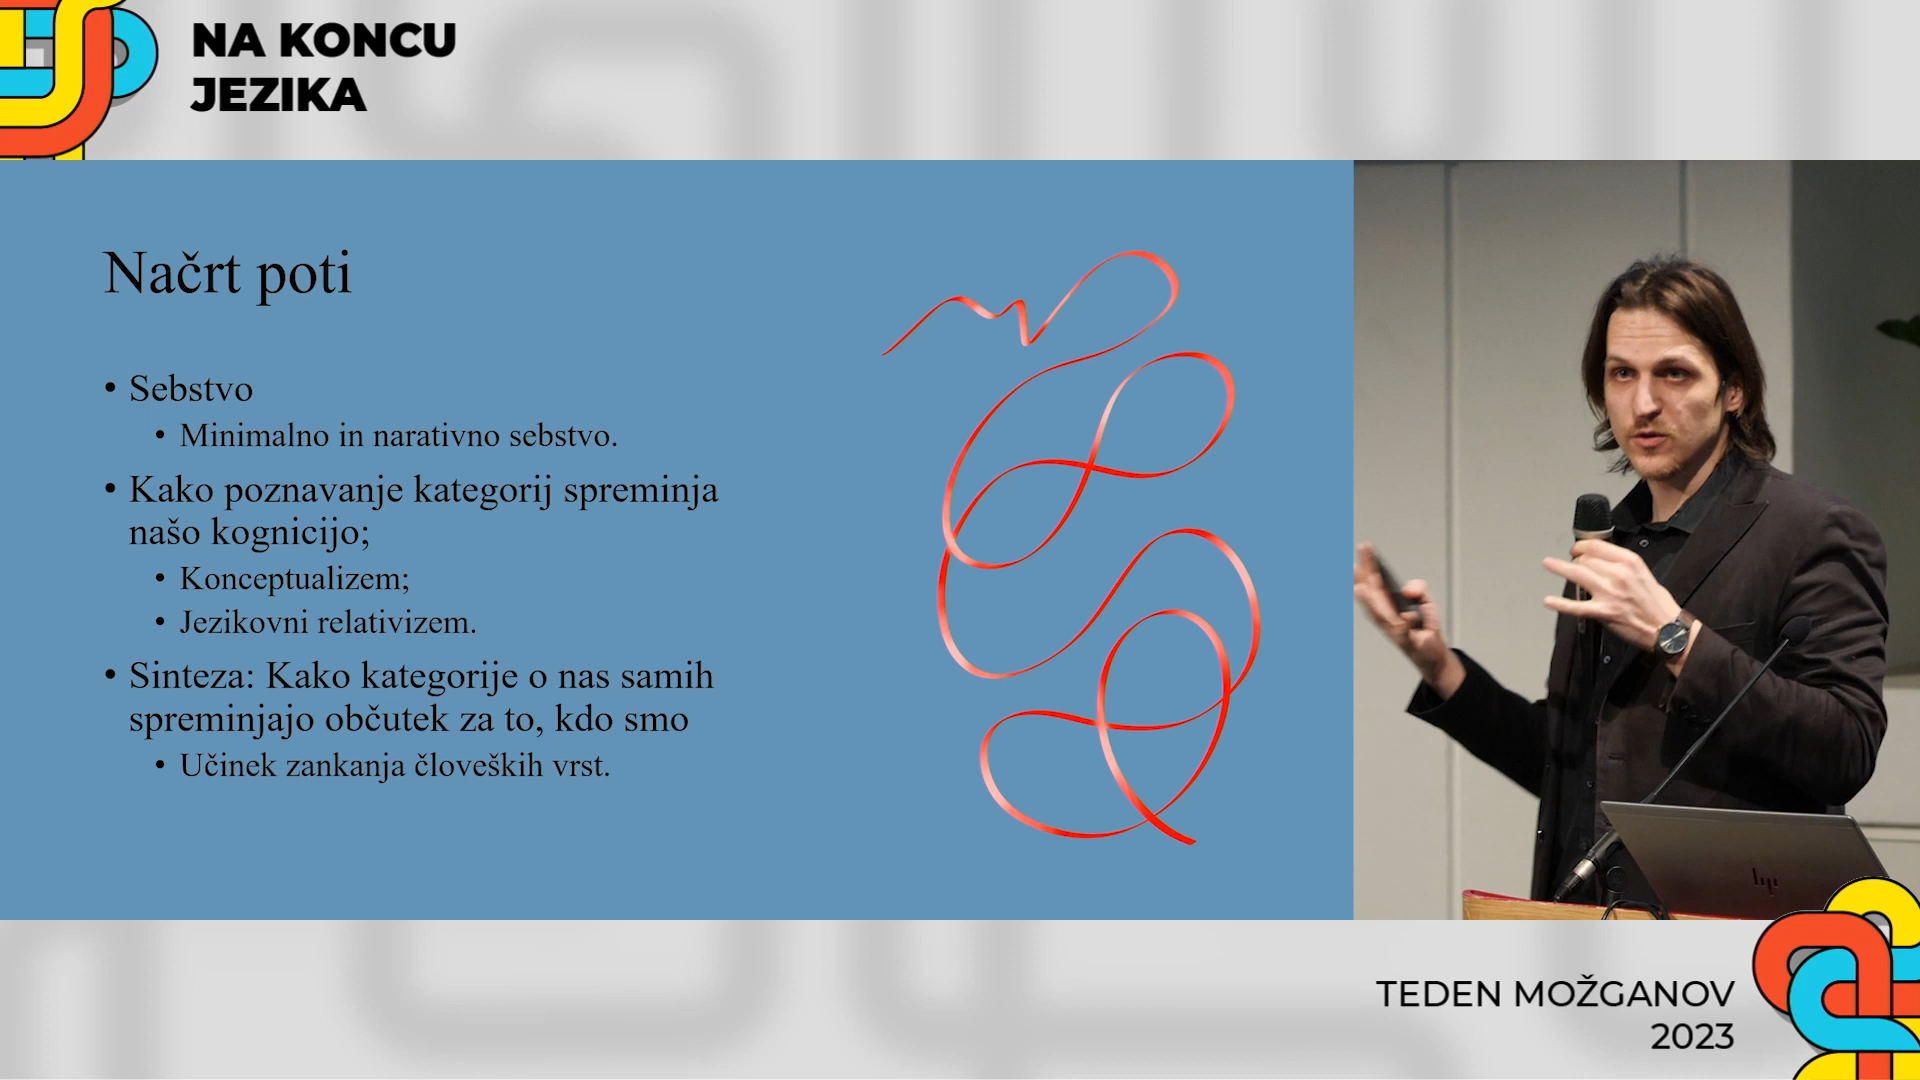 NA KONCU
JEZIKA
Načrt poti
• Sebstvo
• Minimalno in narativno sebstvo.
• Kako poznavanje kategorij spreminja
našo kognicijo;
• Konceptualizem;
• Jezikovni relativizem.
• Sinteza: Kako kategorije o nas samih
spreminjajo občutek za to, kdo smo
• Učinek zankanja človeških vrst.
hp
TEDEN MOŽGANOV
2023